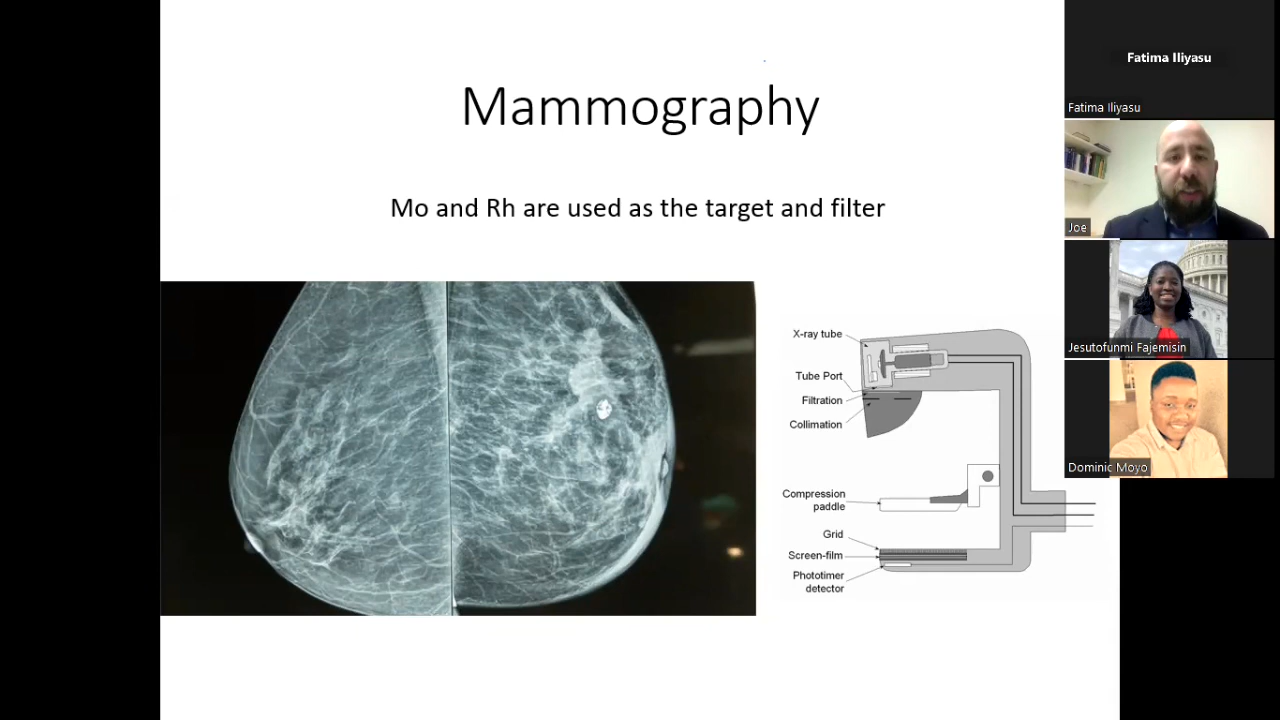 Mammography
Mo and Rh are used as the target and filter
X-ray tube
Tube Port
Filtration
Collimation
Compression
paddle
Grid
Screen-film
Phototimer
detector
Fatima Iliyasu
Fatima Iliyasu
Joe
Jesutofunmi Fajemisin
Dominic Moyo